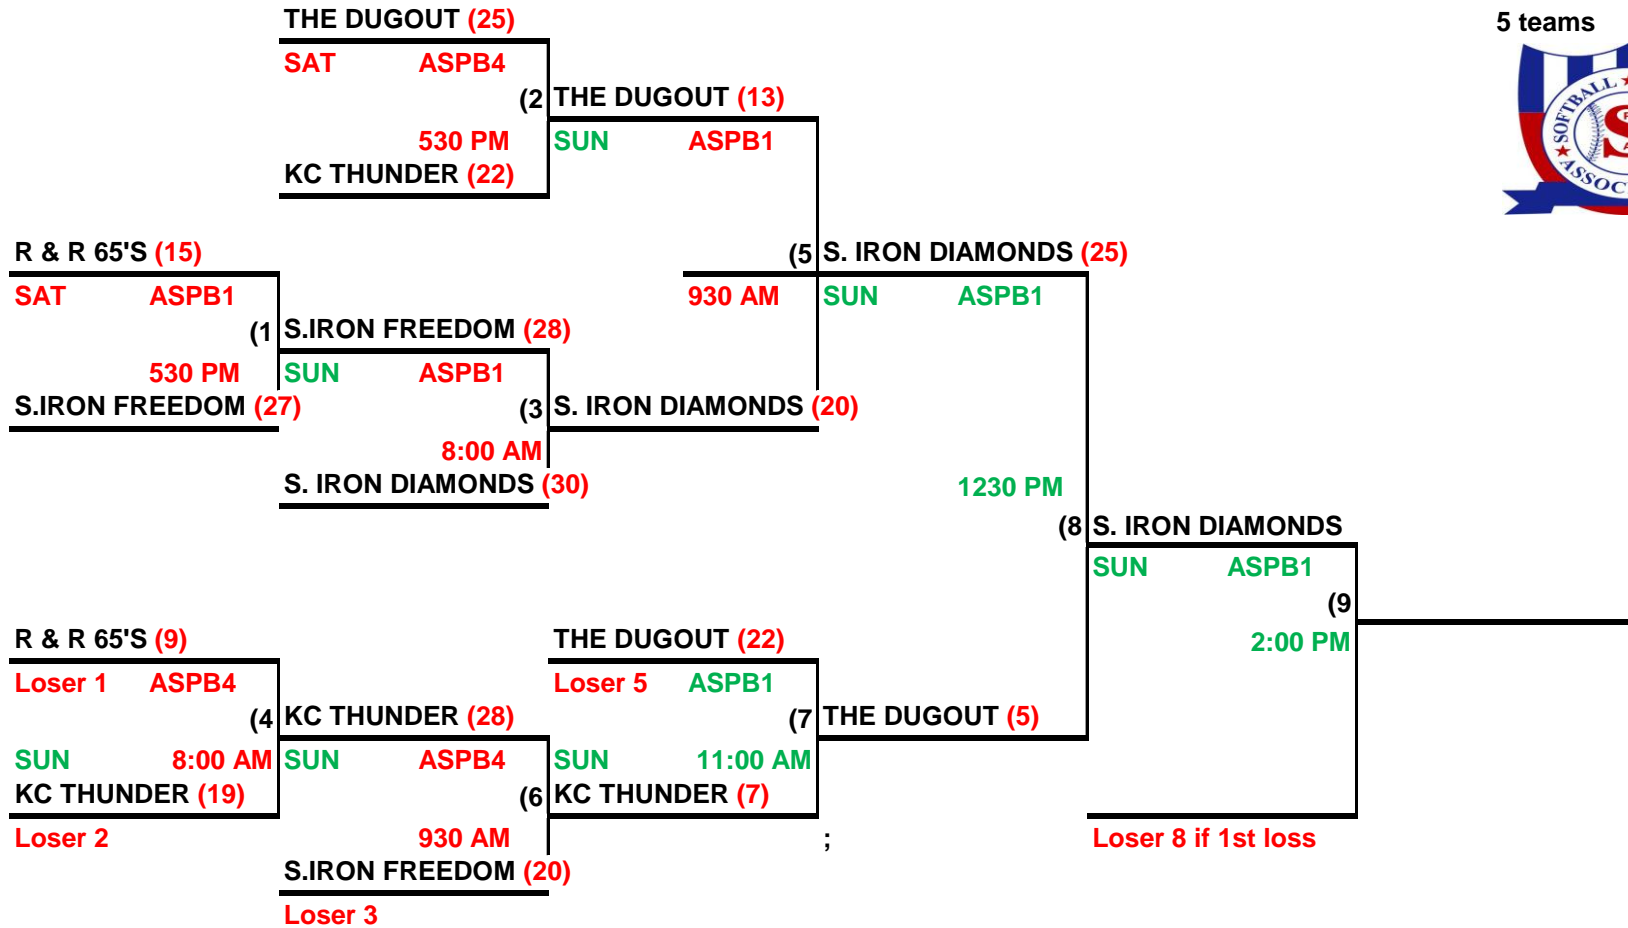 THE DUGOUT (25)
5 teams
SAT ASPB4
(2 THE DUGOUT (13)
530 PM SUN ASPB1
KC THUNDER (22)
SOFTBALL
ASSOC
R & R 65'S (15)
(5 S. IRON DIAMONDS (25)
SAT ASPB1
930 AM SUN ASPB1
(1 S.IRON FREEDOM (28)
530 PM SUN ASPB1
S.IRON FREEDOM (27)
(3 S. IRON DIAMONDS (20)
8:00 AM
S. IRON DIAMONDS (30)
1230 PM
(8 S. IRON DIAMONDS
SUN ASPB1
(9
R & R 65'S (9)
THE DUGOUT (22)
2:00 PM
Loser 1 ASPB4
Loser 5 ASPB1
(4 KC THUNDER (28)
(7 THE DUGOUT (5)
SUN 8:00 AM SUN ASPB4
SUN 11:00 AM
KC THUNDER (19)
(6 KC THUNDER (7)
Loser 2
930 AM
;
Loser 8 if 1st loss
S.IRON FREEDOM (20)
Loser 3